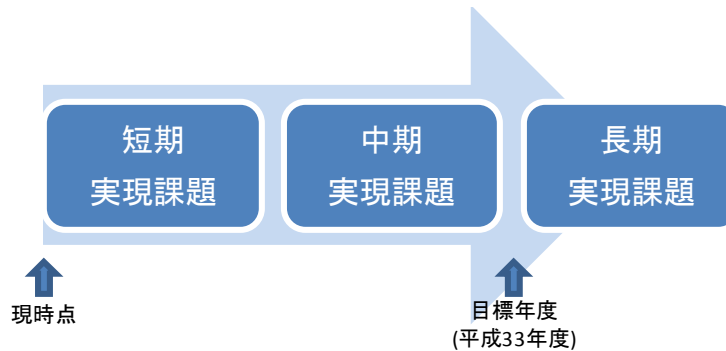 短期
実現課題
中期
実現課題
長期
実現課題
現時点
目標年度
(平成33年度)